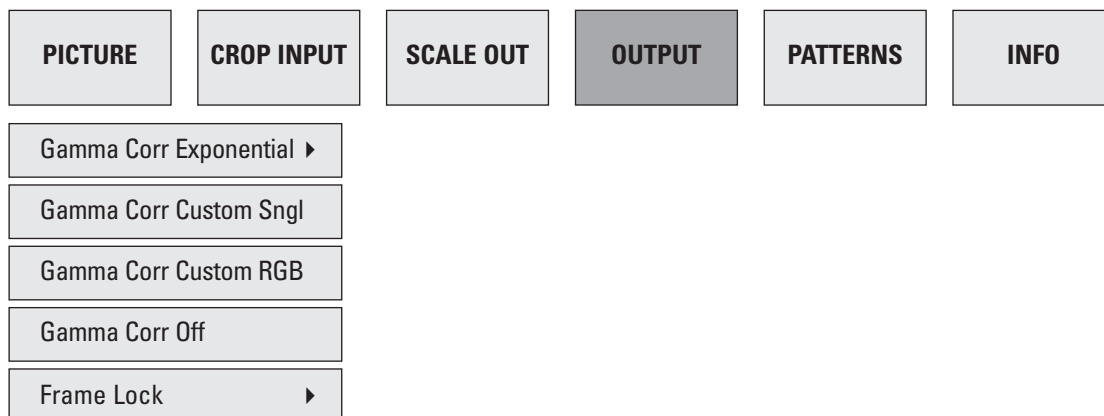 PICTURE CROP INPUT SCALE OUT OUTPUT PATTERNS INFO
Gamma Corr Exponential ▸
Gamma Corr Custom Sngl
Gamma Corr Custom RGB
Gamma Corr Off
Frame Lock ▸